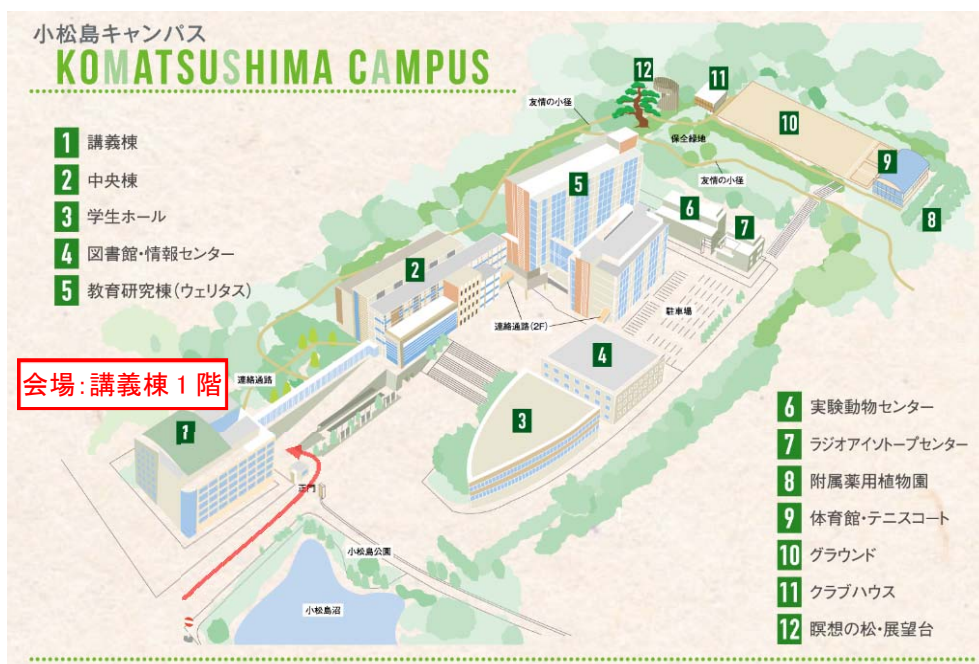 小松島キャンパス
KOMATSUSHIMA CAMPUS
1 講義棟
2 中央棟
3 学生ホール
4 図書館・情報センター
5 教育研究棟(ウェリタス)
会場:講義棟1階
12
11
友情の小径
10
保全緑地
9
友情の小径
5
6
8
7
2
駐車場
連絡通路(2F)
4
連絡通路
3
1
正門
小松島公園
小松島沼
6 実験動物センター
7 ラジオアイソトープセンター
8 附属薬用植物園
9 体育館・テニスコート
10 グラウンド
11 クラブハウス
12 瞑想の松・展望台